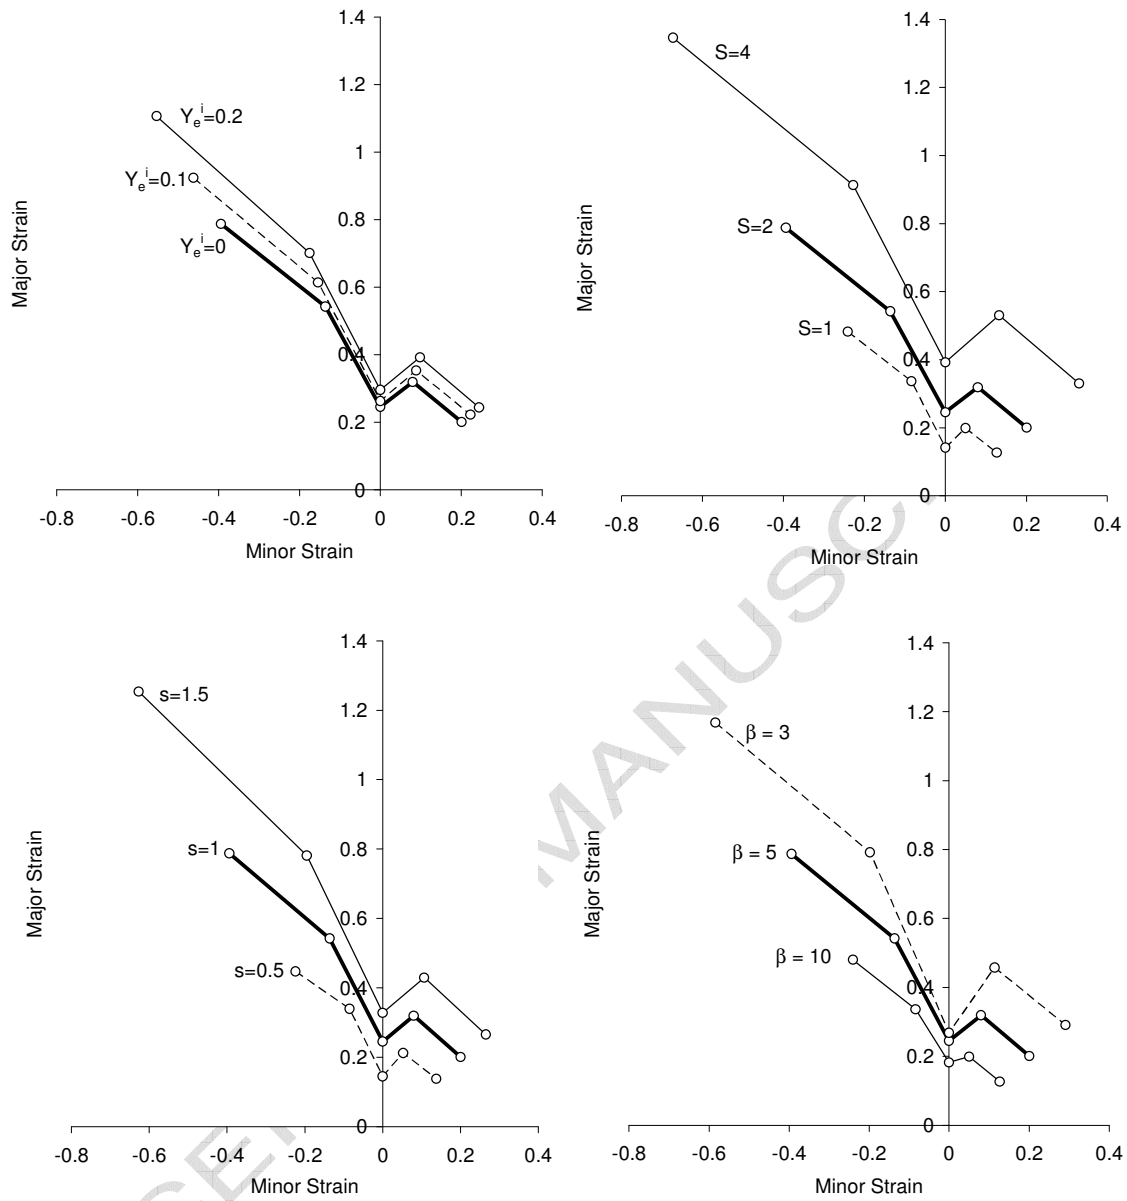 1.4
1.2
1
0.8
0.6
0.4
0.2
0
Y_e^i=0.2
Y_e^i=0.1
Y_e^i=0
Major Strain
-0.8 -0.6 -0.4 -0.2 0 0.2 0.4
Minor Strain
1.4
1.2
1
0.8
0.6
0.4
0.2
0
S=4
S=2
S=1
Major Strain
-0.8 -0.6 -0.4 -0.2 0 0.2 0.4
Minor Strain
1.4
1.2
1
0.8
0.6
0.4
0.2
0
s=1.5
s=1
s=0.5
Major Strain
-0.8 -0.6 -0.4 -0.2 0 0.2 0.4
Minor Strain
1.4
1.2
1
0.8
0.6
0.4
0.2
0
β = 3
β = 5
β = 10
Major Strain
-0.8 -0.6 -0.4 -0.2 0 0.2 0.4
Minor Strain